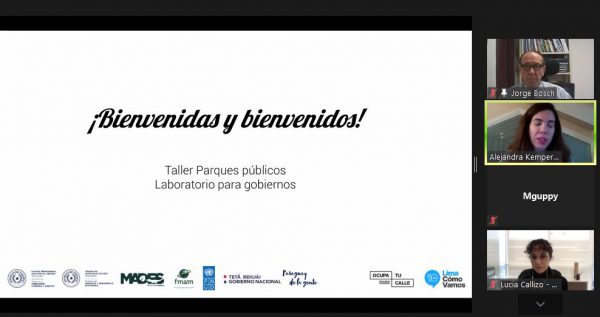 ¡Bienvenidas y bienvenidos!
Taller Parques públicos
Laboratorio para gobiernos
MADES
fmam
TETÃ REKUÁI
GOBIERNO NACIONAL
Paraguay
de la gente
OCUPA TU
CALLE
Lima
Cómo
Vamos
Jorge Bosch
Alejandra Kemper...
Mguppy
Lucia Callizo - ...